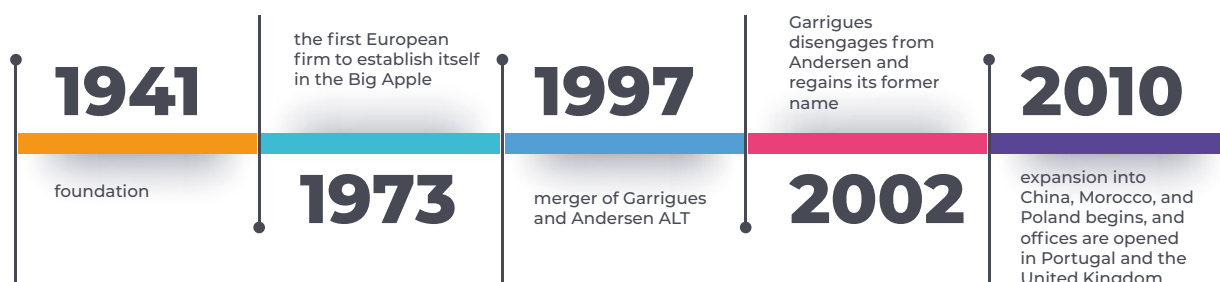 1941
foundation
the first European
firm to establish itself
in the Big Apple
1973
1997
merger of Garrigues
and Andersen ALT
Garrigues
disengages from
Andersen and
regains its former
name
2002
2010
expansion into
China, Morocco, and
Poland begins, and
offices are opened
in Portugal and the
United Kingdom